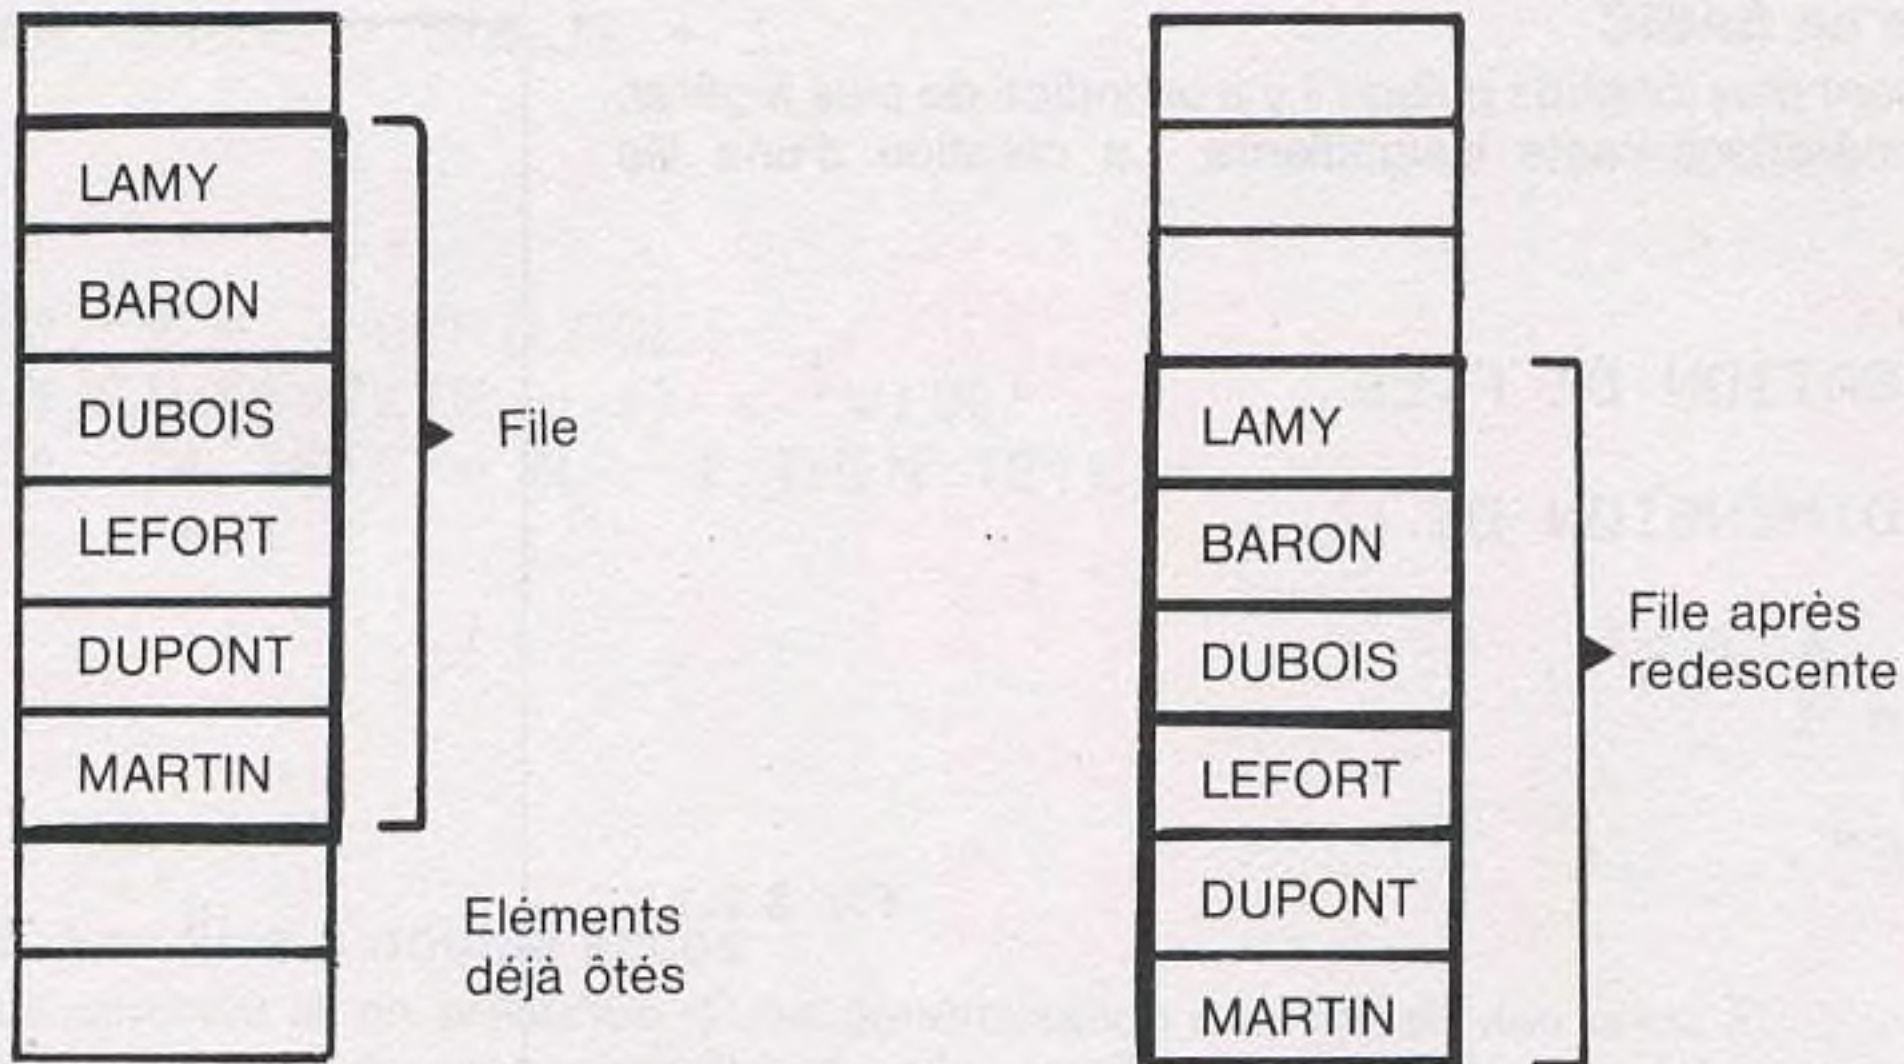 LAMY
BARON
DUBOIS
LEFORT
DUPONT
MARTIN
File
Eléments
déjà ôtés
LAMY
BARON
DUBOIS
LEFORT
DUPONT
MARTIN
File après
redescente